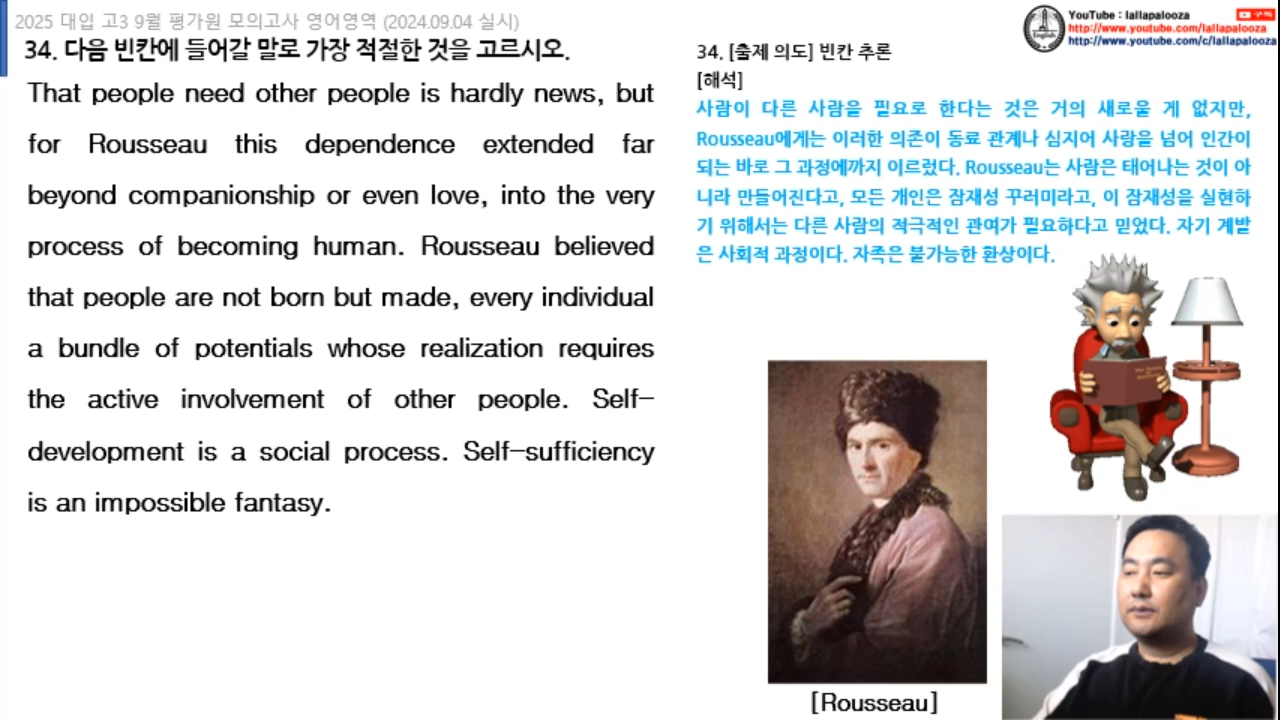 2025 대입 고3 9월 평가원 모의고사 영어영역 (2024.09.04 실시)
34. 다음 빈칸에 들어갈 말로 가장 적절한 것을 고르시오.
That people need other people is hardly news, but
for Rousseau this dependence extended far
beyond companionship or even love, into the very
process of becoming human. Rousseau believed
that people are not born but made, every individual
a bundle of potentials whose realization requires
the active involvement of other people. Self-
development is a social process. Self-sufficiency
is an impossible fantasy.
YouTube : lallapalooza
구독
http://www.youtube.com/lallapalooza
http://www.youtube.com/c/lallapalooza
English
34. [출제 의도] 빈칸 추론
[해석]
사람이 다른 사람을 필요로 한다는 것은 거의 새로울 게 없지만,
Rousseau에게는 이러한 의존이 동료 관계나 심지어 사랑을 넘어 인간이
되는 바로 그 과정에까지 이르렀다. Rousseau는 사람은 태어나는 것이 아
니라 만들어진다고, 모든 개인은 잠재성 꾸러미라고, 이 잠재성을 실현하
기 위해서는 다른 사람의 적극적인 관여가 필요하다고 믿었다. 자기 계발
은 사회적 과정이다. 자족은 불가능한 환상이다.
[Rousseau]